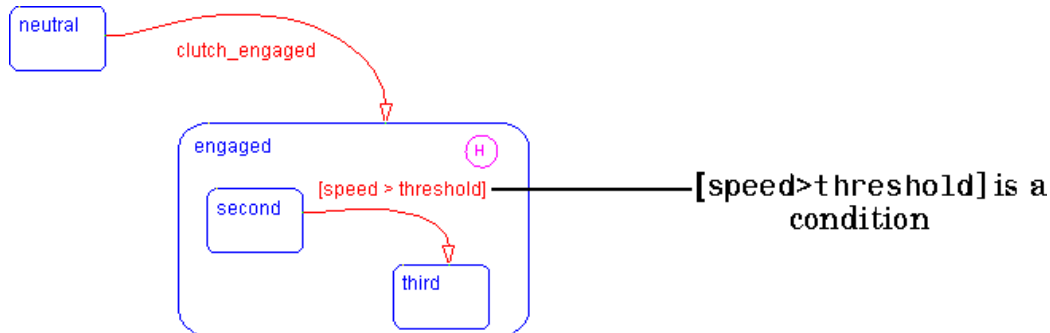 neutral
clutch_engaged
engaged
H
[speed > threshold]
[speed>threshold] is a
condition
second
third